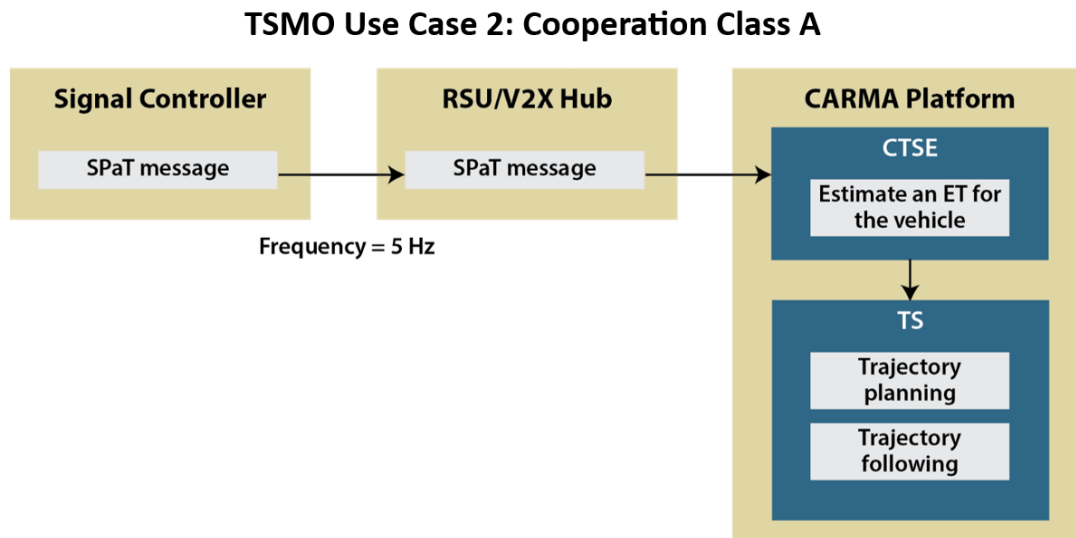 TSMO Use Case 2: Cooperation Class A
Signal Controller
SPaT message
RSU/V2X Hub
SPaT message
Frequency = 5 Hz
CARMA Platform
CTSE
Estimate an ET for
the vehicle
TS
Trajectory
planning
Trajectory
following